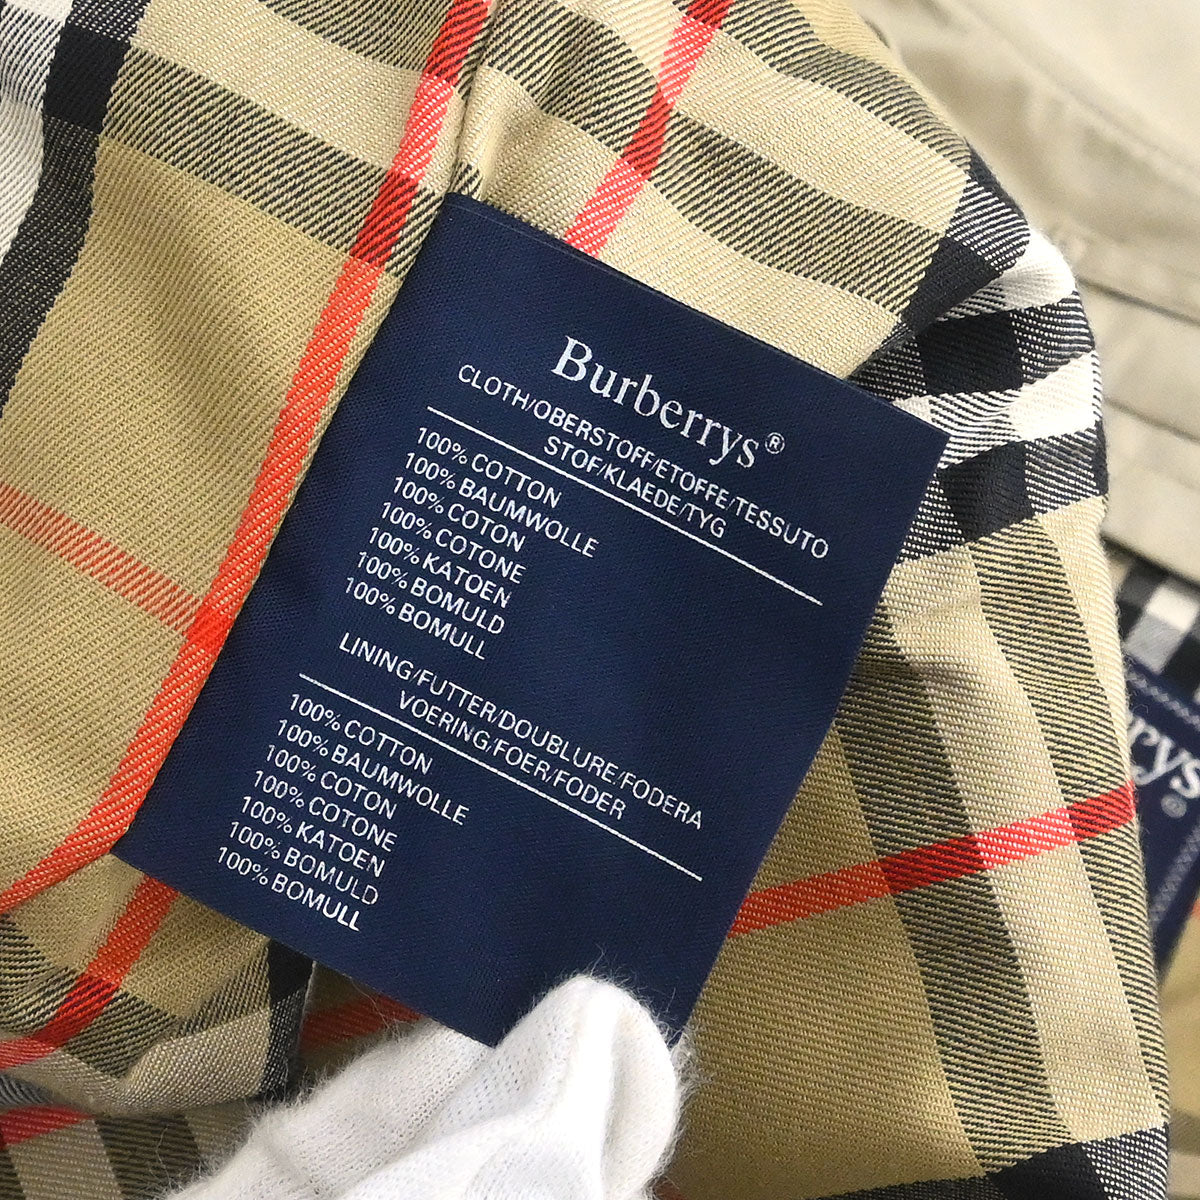 Burberrys®
CLOTH/OBERSTOFF/ETOFFE/TESSUTO
STOF/KLAEDE/TYG
100% COTTON
100% BAUMWOLLE
100% COTON
100% COTONE
100% KATOEN
100% BOMULD
100% BOMULL
LINING/FUTTER/DOUBLURE/FODERA
VOERING/FOER/FODER
100% COTTON
100% BAUMWOLLE
100% COTON
100% COTONE
100% KATOEN
100% BOMULD
100% BOMULL
rrys®